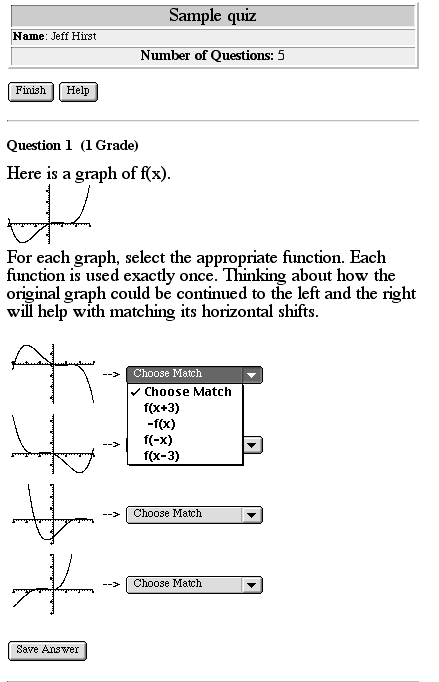 Sample quiz
Name: Jeff Hirst
Number of Questions: 5
Finish Help
Question 1 (1 Grade)
Here is a graph of f(x).
For each graph, select the appropriate function. Each
function is used exactly once. Thinking about how the
original graph could be continued to the left and the right
will help with matching its horizontal shifts.
--> Choose Match
✓ Choose Match
f(x+3)
-f(x)
f(-x)
f(x-3)
-->
--> Choose Match
--> Choose Match
Save Answer